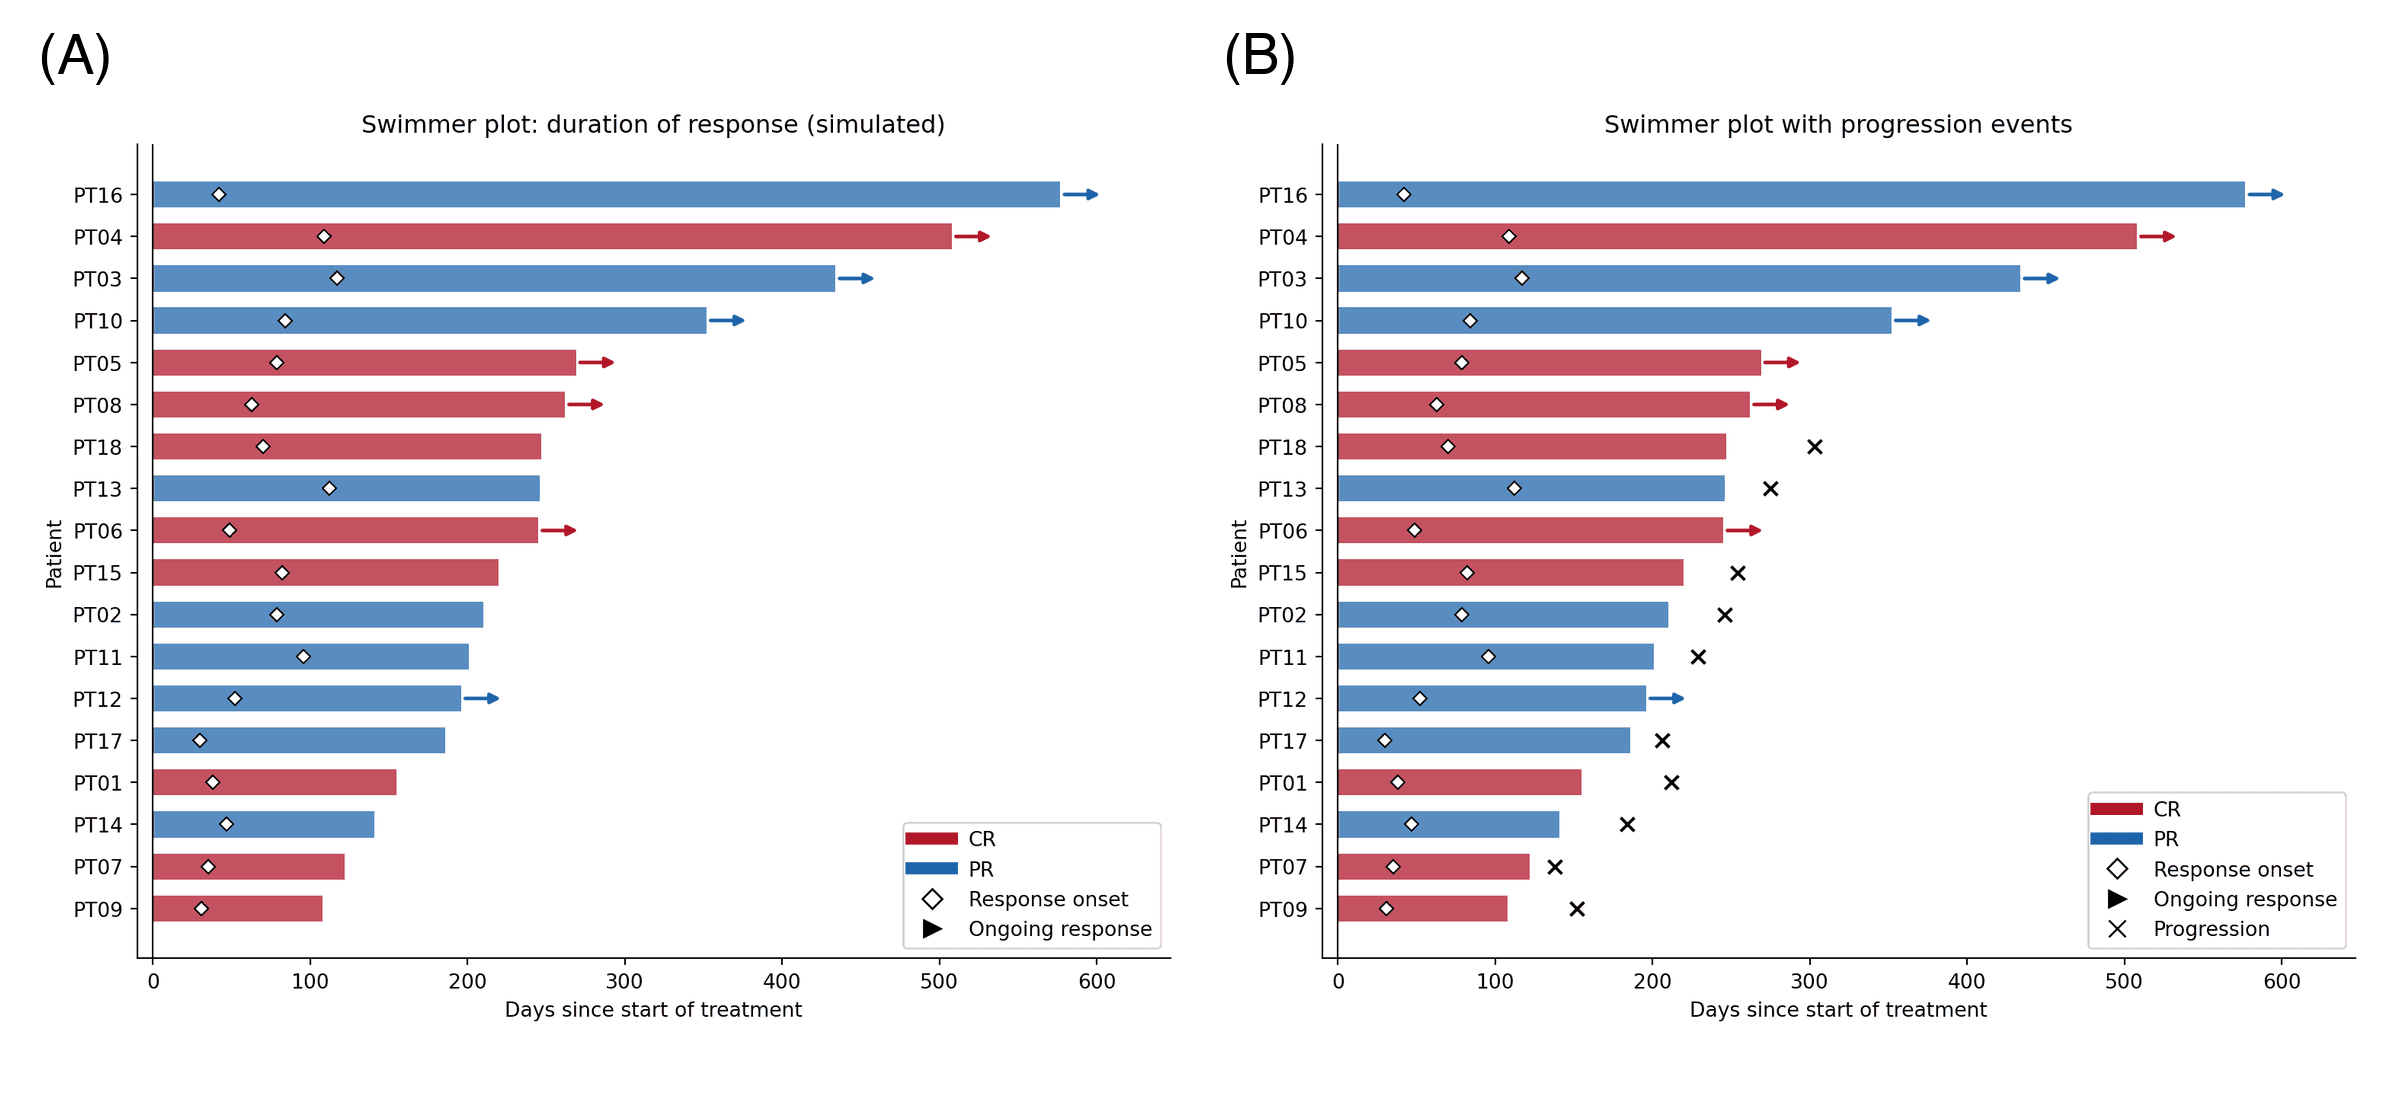 (A)
Swimmer plot: duration of response (simulated)
Patient
PT16
PT04
PT03
PT10
PT05
PT08
PT18
PT13
PT06
PT15
PT02
PT11
PT12
PT17
PT01
PT14
PT07
PT09
CR
PR
Response onset
Ongoing response
0 100 200 300 400 500 600
Days since start of treatment
(B)
Swimmer plot with progression events
Patient
PT16
PT04
PT03
PT10
PT05
PT08
PT18
PT13
PT06
PT15
PT02
PT11
PT12
PT17
PT01
PT14
PT07
PT09
CR
PR
Response onset
Ongoing response
Progression
0 100 200 300 400 500 600
Days since start of treatment